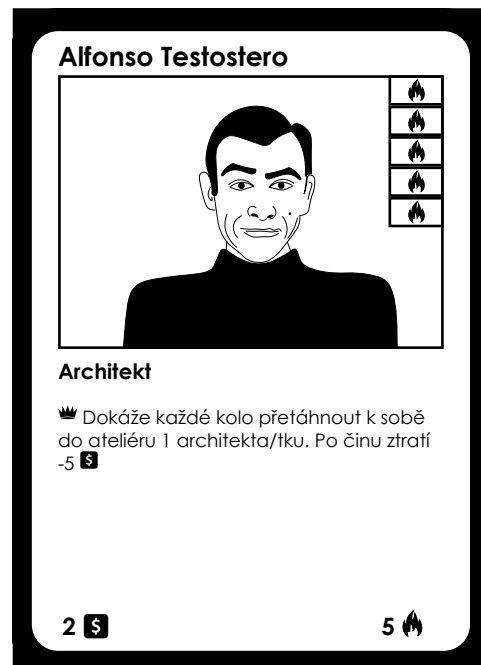 Alfonso Testostero
Architekt
Dokáže každé kolo přetáhnout k sobě
do ateliéru 1 architekta/tku. Po činu ztratí
-5 $
2 $
5